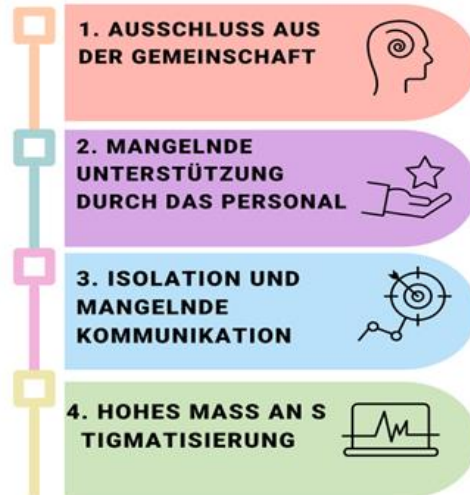 1. AUSSCHLUSS AUS
DER GEMEINSCHAFT
2. MANGELNDE
UNTERSTÜTZUNG
DURCH DAS PERSONAL
3. ISOLATION UND
MANGELNDE
KOMMUNIKATION
4. HOHES MASS AN S
TIGMATISIERUNG